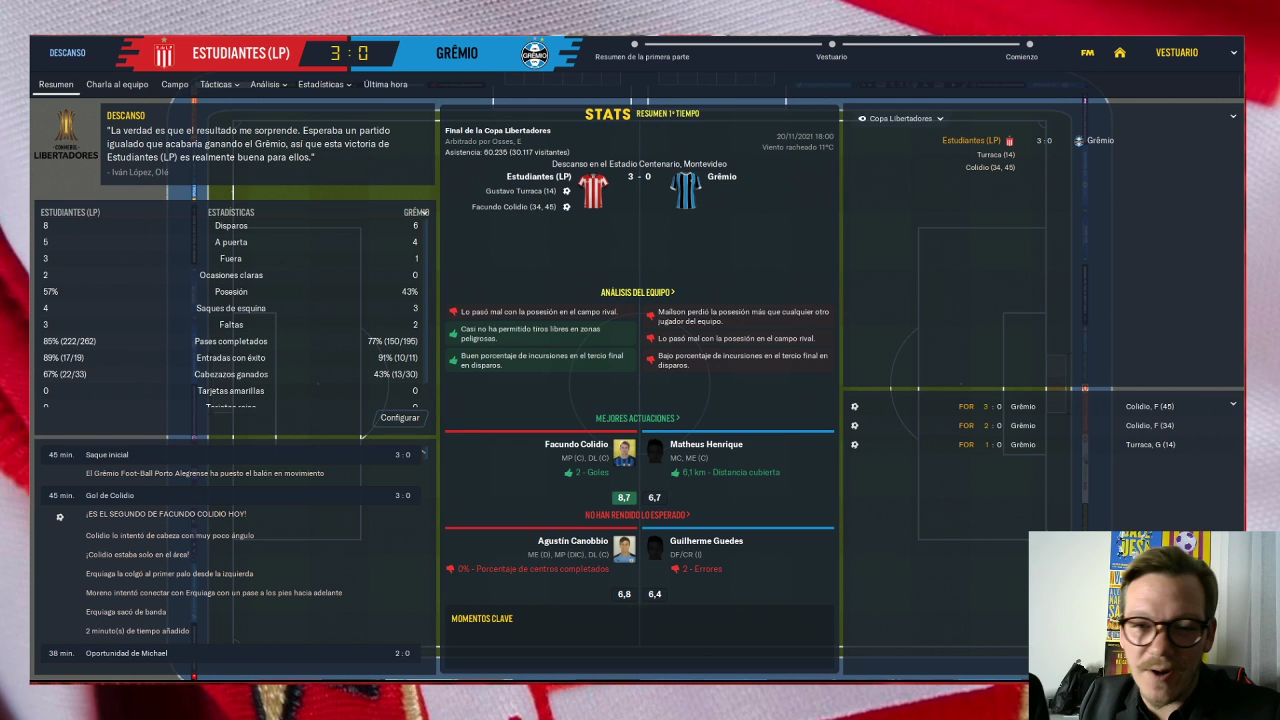 DESCANSO
ESTUDIANTES (LP)
3 : 0
GRÊMIO
Resumen de la primera parte
Vestuario
Comienzo
FM
VESTUARIO
Resumen
Charla al equipo
Campo
Tácticas
Análisis
Estadísticas
Última hora
CONMEBOL
LIBERTADORES
DESCANSO
"La verdad es que el resultado me sorprende. Esperaba un partido
igualado que acabaría ganando el Grêmio, así que esta victoria de
Estudiantes (LP) es realmente buena para ellos."
- Iván López, Olé
ESTUDIANTES (LP) ESTADÍSTICAS GRÊMIO
8 Disparos 6
5 A puerta 4
3 Fuera 1
2 Ocasiones claras 0
57% Posesión 43%
4 Saques de esquina 3
3 Faltas 2
85% (222/262) Pases completados 77% (150/195)
89% (17/19) Entradas con éxito 91% (10/11)
67% (22/33) Cabezazos ganados 43% (13/30)
0 Tarjetas amarillas 0
0 Tarjetas rojas 0
Configurar
45 min. Saque inicial 3 : 0
El Grêmio Foot-Ball Porto Alegrense ha puesto el balón en movimiento
45 min. Gol de Colidio 3 : 0
¡ES EL SEGUNDO DE FACUNDO COLIDIO HOY!
Colidio lo intentó de cabeza con muy poco ángulo
¡Colidio estaba solo en el área!
Erquiaga la colgó al primer palo desde la izquierda
Moreno intentó conectar con Erquiaga con un pase a los pies hacia adelante
Erquiaga sacó de banda
2 minuto(s) de tiempo añadido
38 min. Oportunidad de Michael 2 : 0
STATS RESUMEN 1ª TIEMPO
Final de la Copa Libertadores
Arbitrado por Osses, E
Asistencia: 60.235 (30.117 visitantes)
20/11/2021 18:00
Viento racheado 11ºC
Descanso en el Estadio Centenario, Montevideo
Estudiantes (LP) 3 - 0 Grêmio
Gustavo Turraca (14)
Facundo Colidio (34, 45)
ANÁLISIS DEL EQUIPO >
Lo pasó mal con la posesión en el campo rival.
Casi no ha permitido tiros libres en zonas
peligrosas.
Buen porcentaje de incursiones en el tercio final
en disparos.
Maílson perdió la posesión más que cualquier otro
jugador del equipo.
Lo pasó mal con la posesión en el campo rival.
Bajo porcentaje de incursiones en el tercio final en
disparos.
MEJORES ACTUACIONES >
Facundo Colidio
MP (C), DL (C)
2 - Goles
8,7
Matheus Henrique
MC, ME (C)
6,1 km - Distancia cubierta
6,7
NO HAN RENDIDO LO ESPERADO >
Agustín Canobbio
ME (D), MP (DIC), DL (C)
0% - Porcentaje de centros completados
6,8
Guilherme Guedes
DF/CR (I)
2 - Errores
6,4
MOMENTOS CLAVE
Copa Libertadores
Estudiantes (LP) 3 : 0 Grêmio
Turraca (14)
Colidio (34, 45)
FOR 3 : 0 Grêmio Colidio, F (45)
FOR 2 : 0 Grêmio Colidio, F (34)
FOR 1 : 0 Grêmio Turraca, G (14)